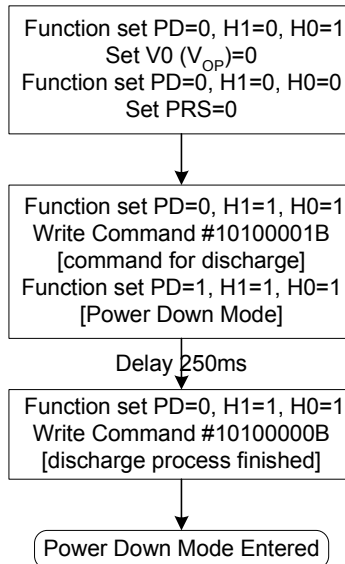 Function set PD=0, H1=0, H0=1
Set V0 (VOP)=0
Function set PD=0, H1=0, H0=0
Set PRS=0
Function set PD=0, H1=1, H0=1
Write Command #10100001B
[command for discharge]
Function set PD=1, H1=1, H0=1
[Power Down Mode]
Delay 250ms
Function set PD=0, H1=1, H0=1
Write Command #10100000B
[discharge process finished]
Power Down Mode Entered